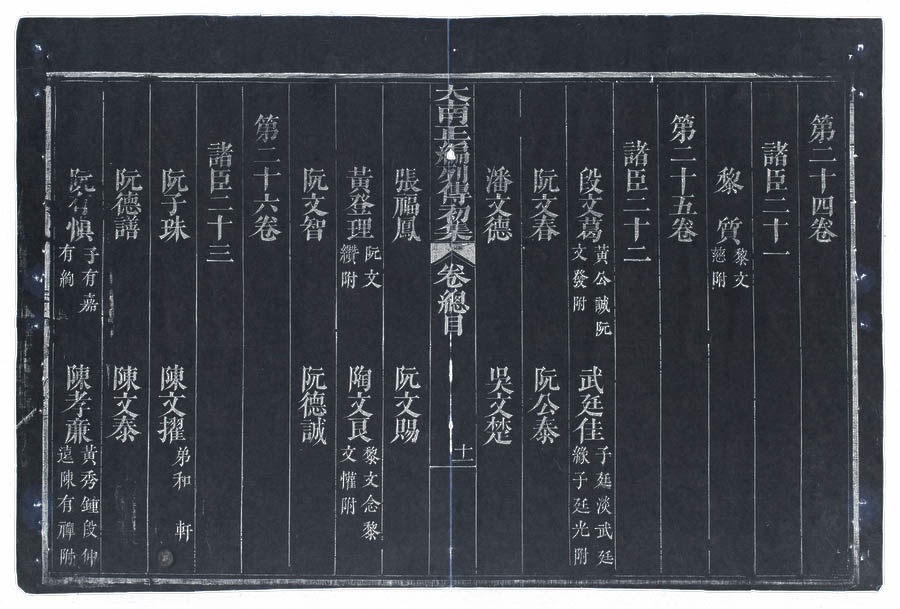 第二十四卷
諸臣二十一
黎質 黎文慈附
第二十五卷
諸臣二十二
段文萬 黃公誠阮文發附 武廷佳 子廷淡武廷緣子廷光附
阮文春 阮公泰
潘文德 吳文楚
大南正編列傳初集 卷總目 十一
張福鳳 阮文賜
黃登理 阮文纘附 陶文良 黎文念黎文懽附
阮文智 阮德誠
第二十六卷
諸臣二十三
阮子珠 陳文擢 弟和軒
阮德譜 陳文泰
阮有慎 子有嘉有絢 陳孝廉 黃秀鍾段仲遠陳有禪附